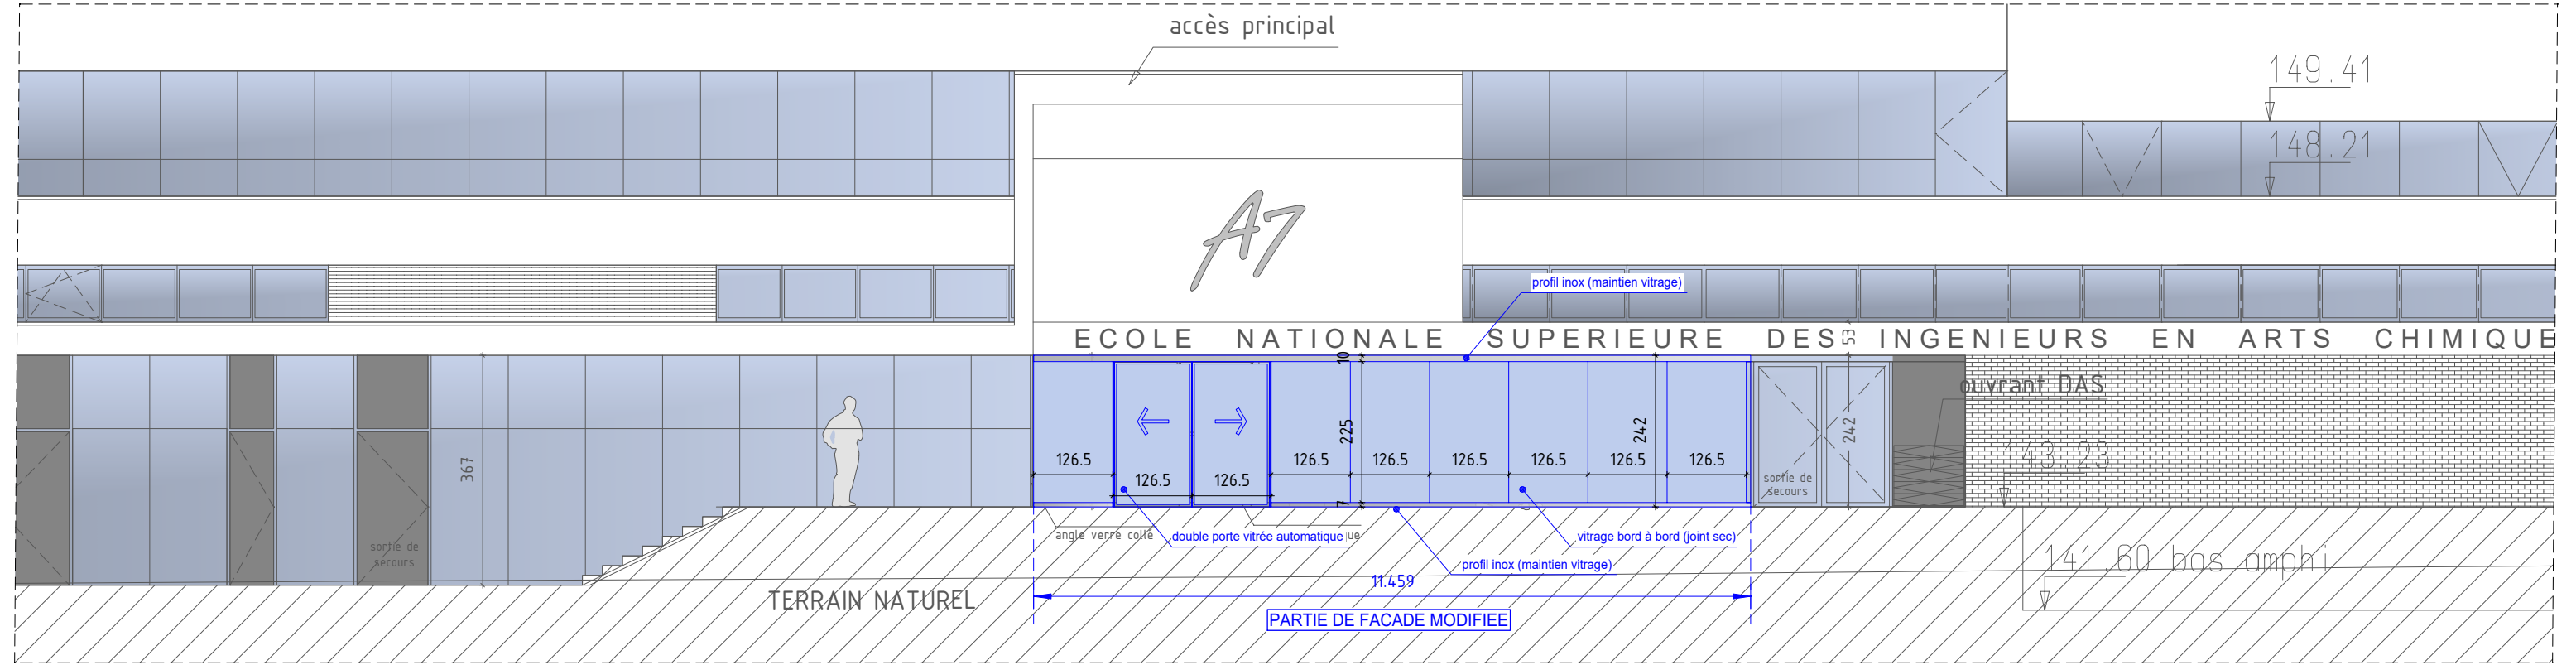 accès principal
149.41
148.21
A7
profil inox (maintien vitrage)
ECOLE NATIONALE SUPERIEURE DES INGENIEURS EN ARTS CHIMIQUE
53
10
ouvrant DAS
367
225
242
242
143.23
126.5
126.5
126.5
126.5
126.5
126.5
126.5
126.5
126.5
7
sortie de
secours
sortie de
secours
angle verre collé
double porte vitrée automatique
que
vitrage bord à bord (joint sec)
profil inox (maintien vitrage)
141.60 bas amphi
11.459
TERRAIN NATUREL
PARTIE DE FACADE MODIFIEE